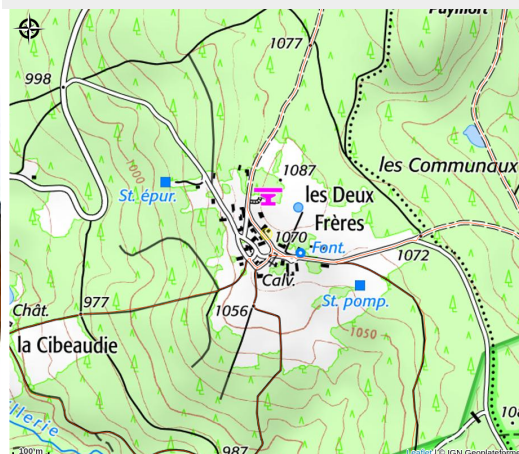 Puymort
1077
998
les Communaux
1087
1000
St. épur.
les Deux
Frères
1070
Font.
1072
Calv.
St. pomp.
977
Chât.
1056
1050
la Cibeaudie
100 m
987
Leaflet | © IGN Geoplateforme